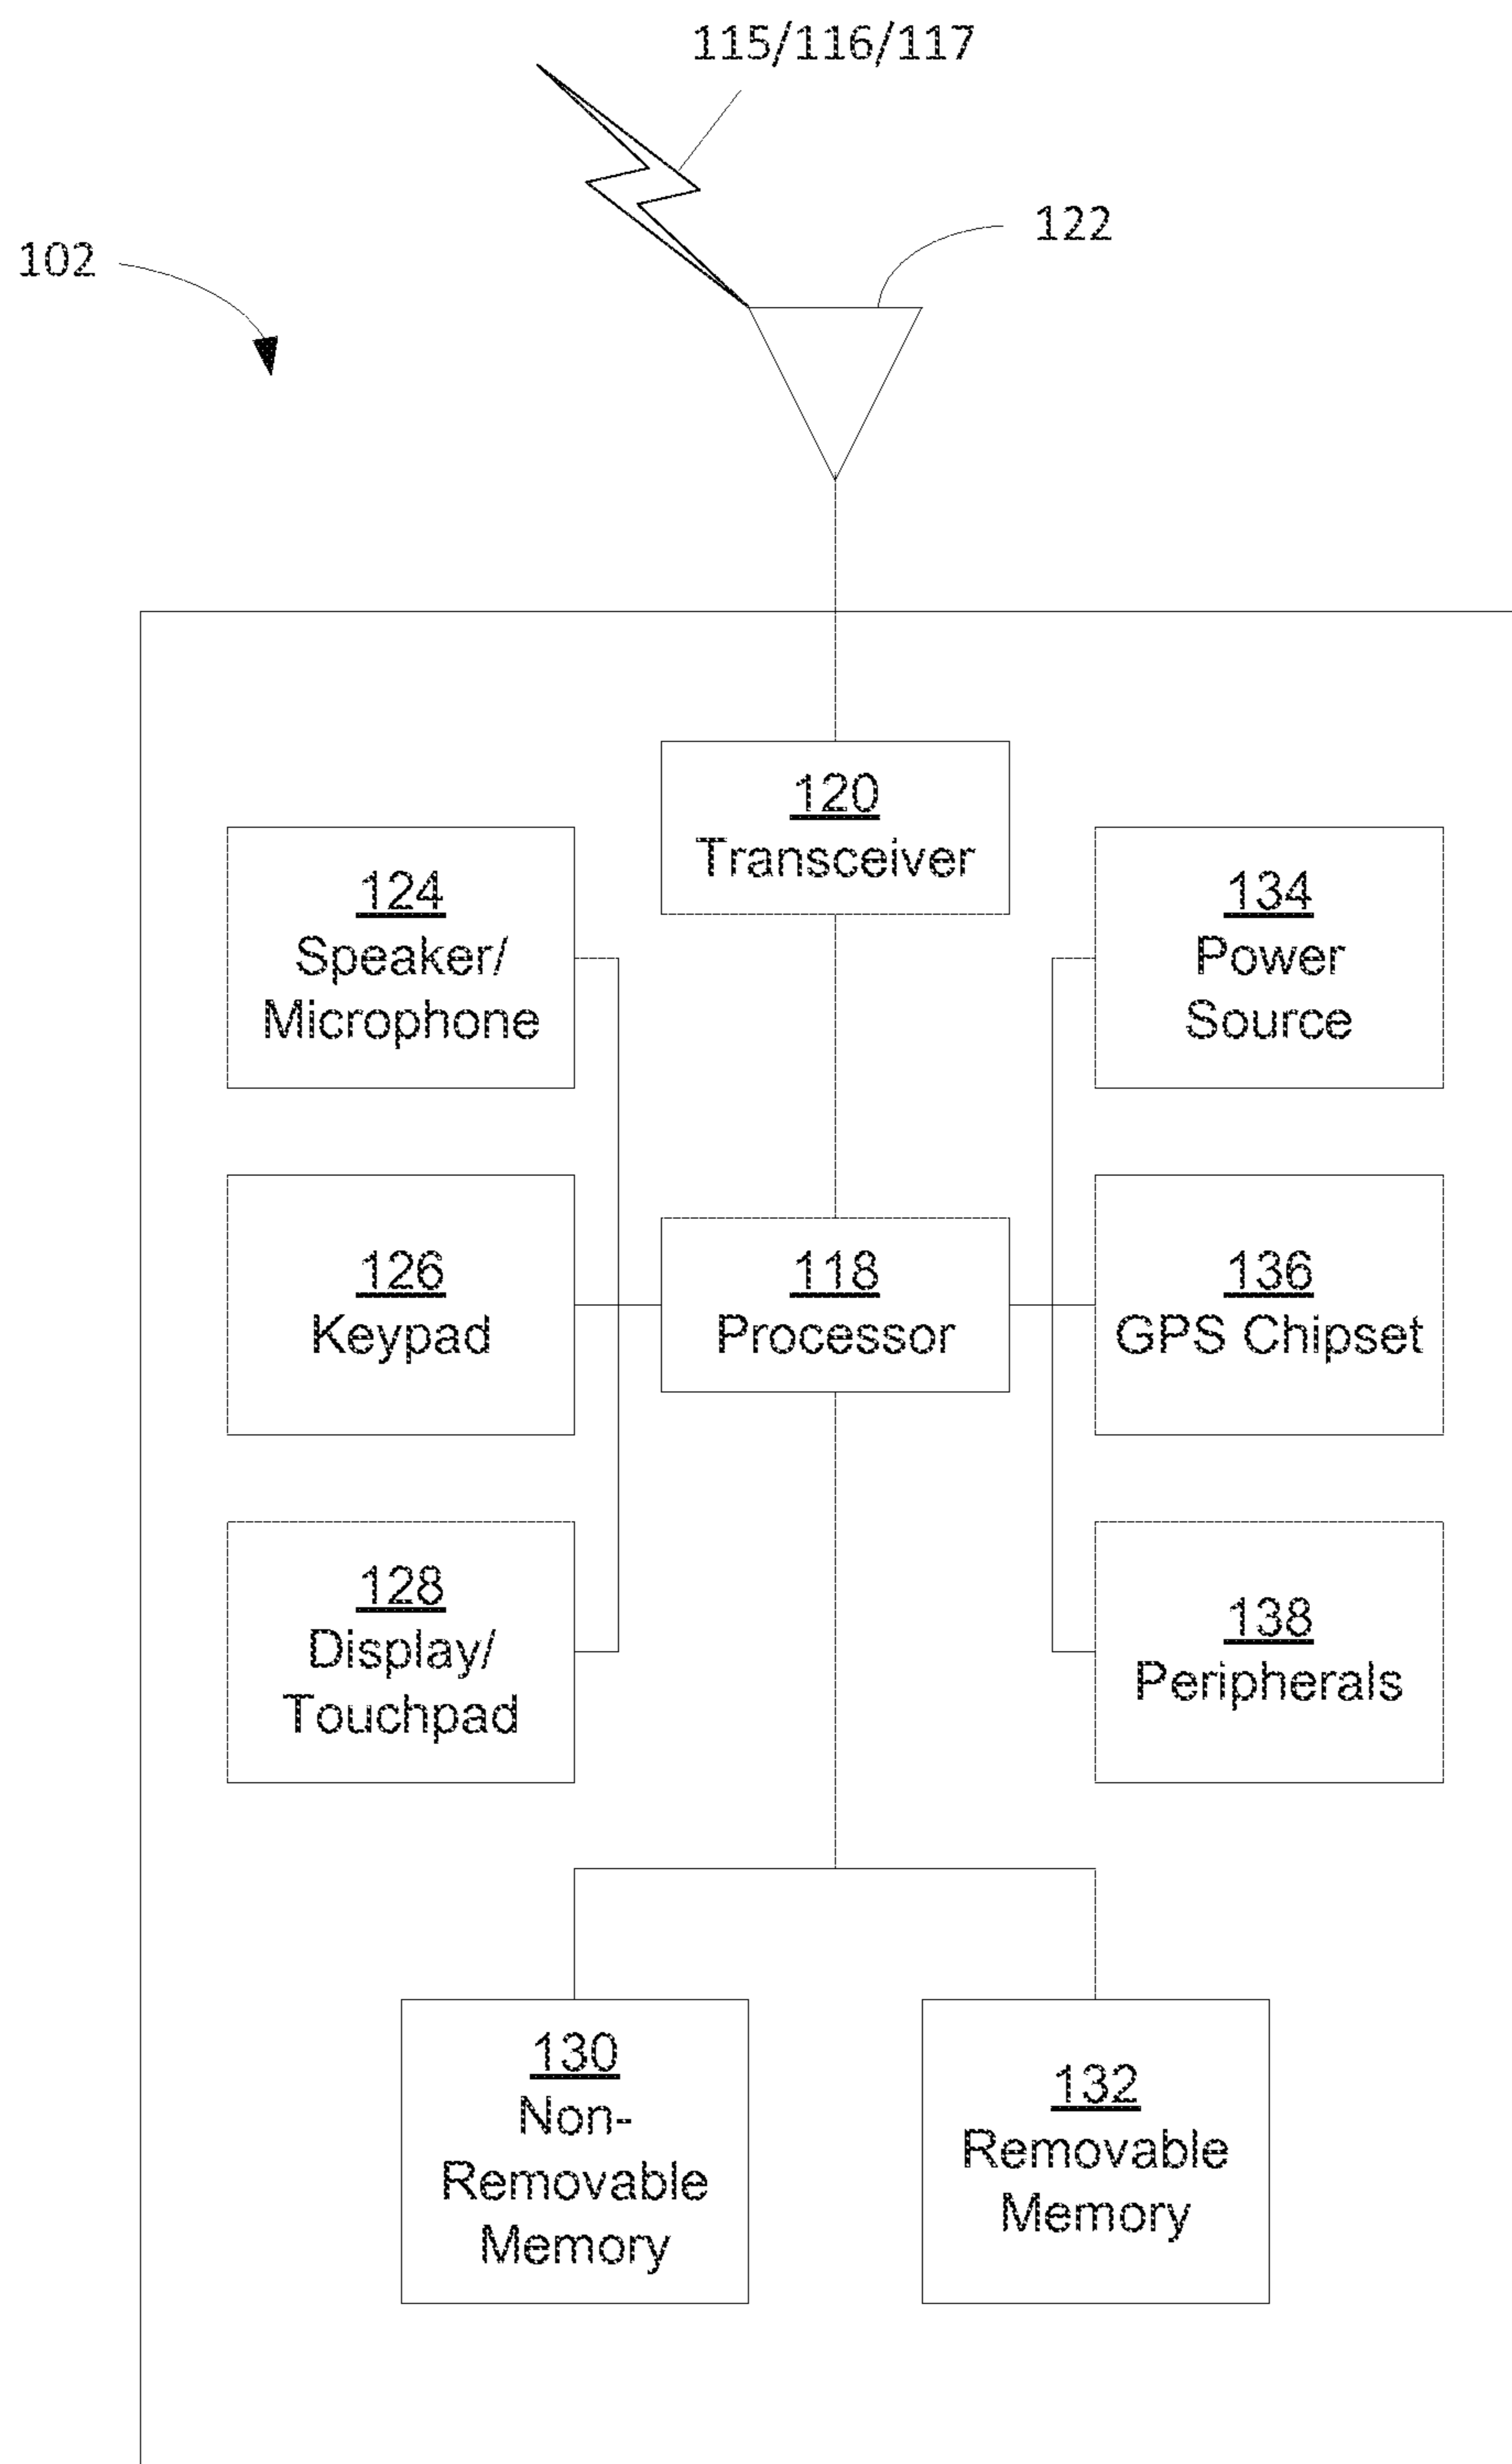 115/116/117
122
102
120
Transceiver
124
Speaker/
Microphone
134
Power
Source
126
Keypad
118
Processor
136
GPS Chipset
128
Display/
Touchpad
138
Peripherals
130
Non-
Removable
Memory
132
Removable
Memory